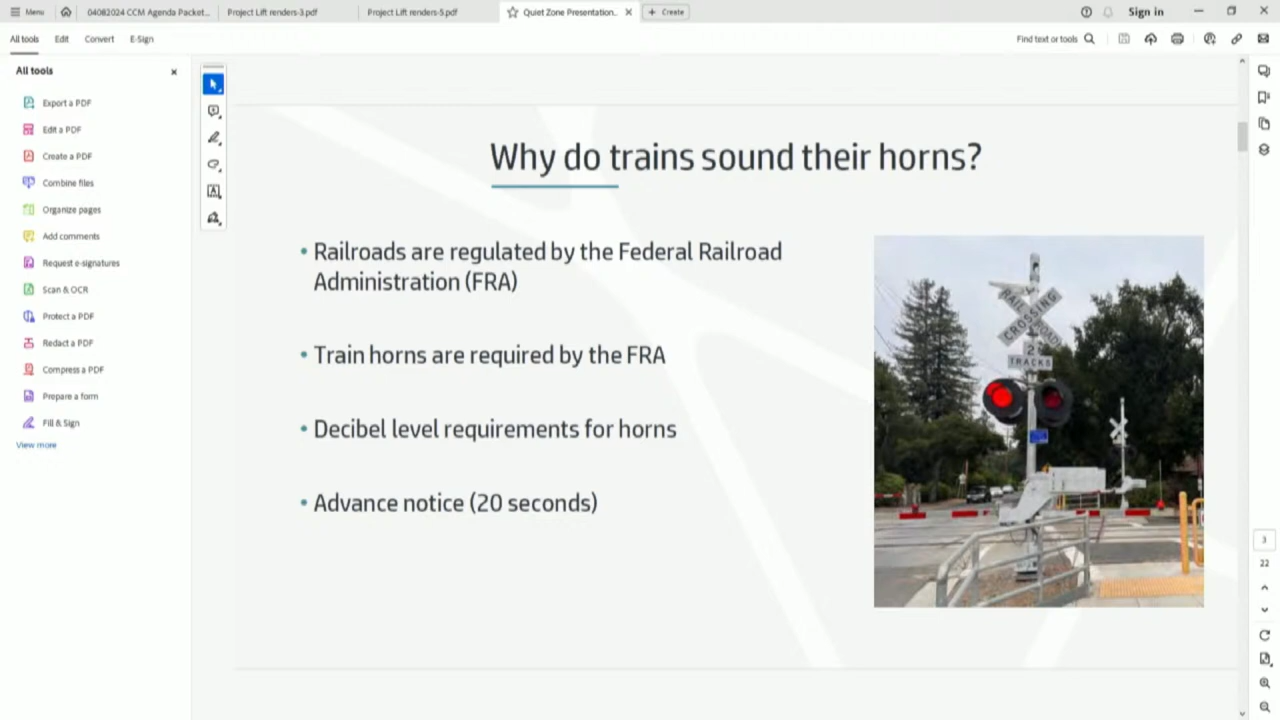 Menu
04082024 CCM Agenda Packet...
Project Lift renders-3.pdf
Project Lift renders-5.pdf
Quiet Zone Presentation...
Create
Sign in
All tools
Edit
Convert
E-Sign
Find text or tools
All tools
Export a PDF
Edit a PDF
Create a PDF
Combine files
Organize pages
Add comments
Request e-signatures
Scan & OCR
Protect a PDF
Redact a PDF
Compress a PDF
Prepare a form
Fill & Sign
View more
Why do trains sound their horns?
• Railroads are regulated by the Federal Railroad
Administration (FRA)
• Train horns are required by the FRA
• Decibel level requirements for horns
• Advance notice (20 seconds)
RAILROAD
CROSSING
2
TRACKS
3
22